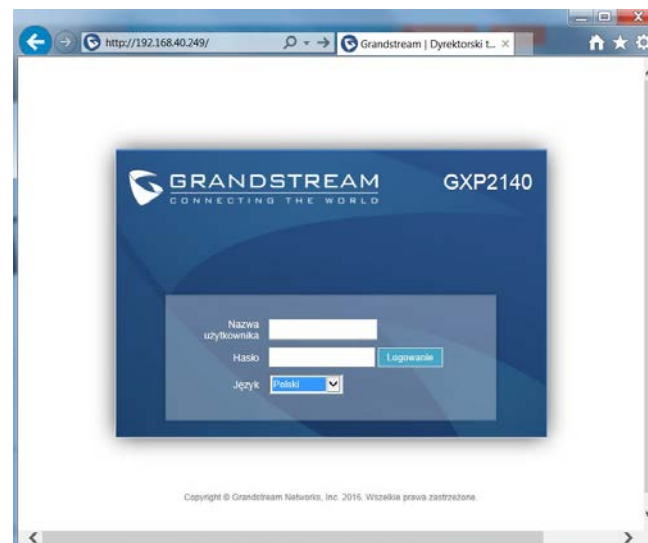 http://192.168.40.249/
Grandstream | Dyrektorski t...
GRANDSTREAM
CONNECTING THE WORLD
GXP2140
Nazwa
użytkownika
Hasło
Logowanie
Język
Polski
Copyright © Grandstream Networks, Inc. 2016. Wszelkie prawa zastrzeżone.